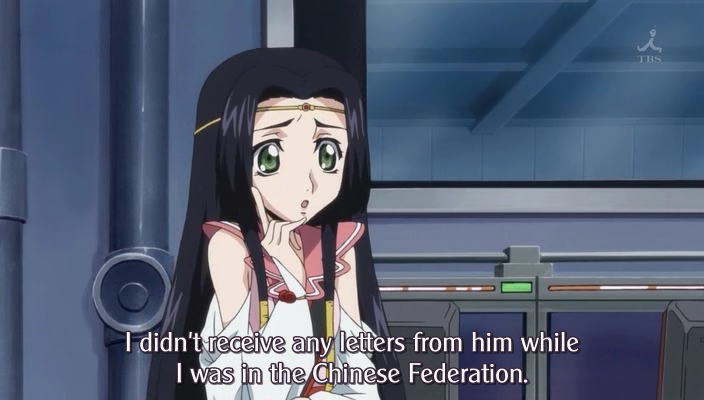 TBS
I didn't receive any letters from him while
I was in the Chinese Federation.